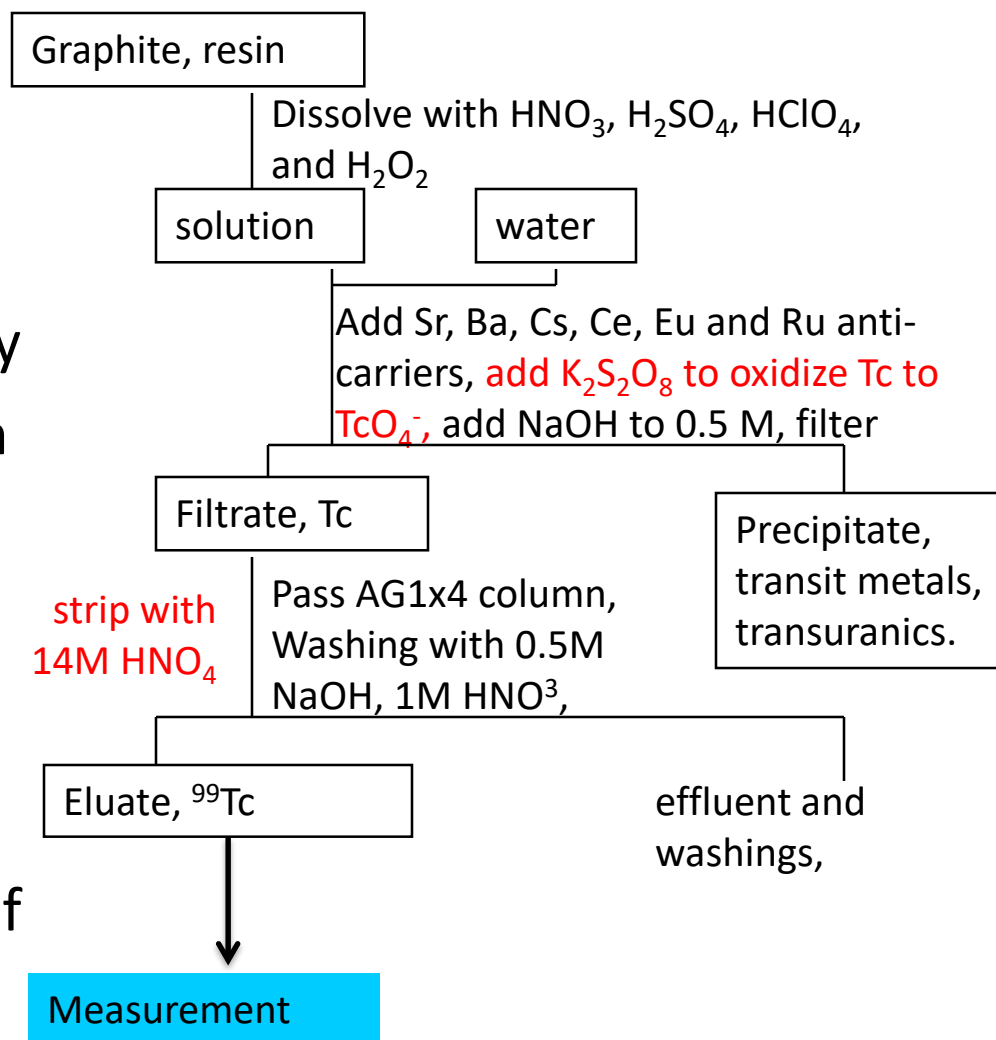 Graphite, resin
Dissolve with HNO₃, H₂SO₄, HClO₄,
and H₂O₂
solution
water
Add Sr, Ba, Cs, Ce, Eu and Ru anti-
carriers, add K₂S₂O₈ to oxidize Tc to
TcO₄⁻, add NaOH to 0.5 M, filter
y
n
Filtrate, Tc
Precipitate,
transit metals,
transuranics.
strip with
14M HNO₄
Pass AG1x4 column,
Washing with 0.5M
NaOH, 1M HNO³,
Eluate, ⁹⁹Tc
effluent and
washings,
f
Measurement